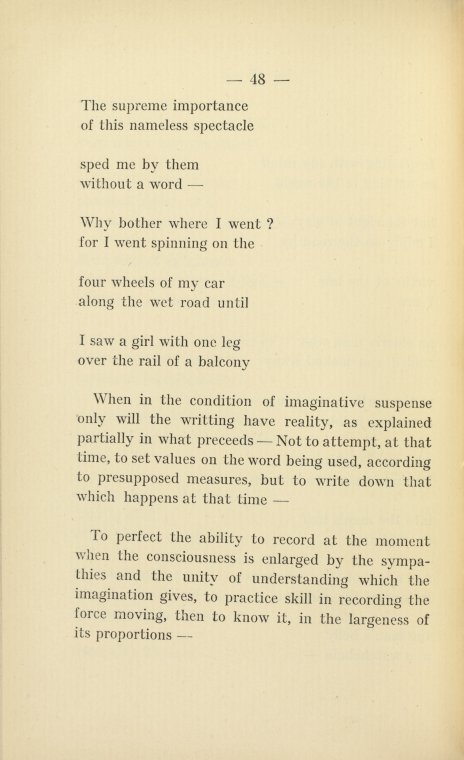 — 48 —
The supreme importance
of this nameless spectacle
sped me by them
without a word —
Why bother where I went ?
for I went spinning on the
four wheels of my car
along the wet road until
I saw a girl with one leg
over the rail of a balcony
When in the condition of imaginative suspense
only will the writting have reality, as explained
partially in what preceeds — Not to attempt, at that
time, to set values on the word being used, according
to presupposed measures, but to write down that
which happens at that time —
To perfect the ability to record at the moment
when the consciousness is enlarged by the sympa-
thies and the unity of understanding which the
imagination gives, to practice skill in recording the
force moving, then to know it, in the largeness of
its proportions —